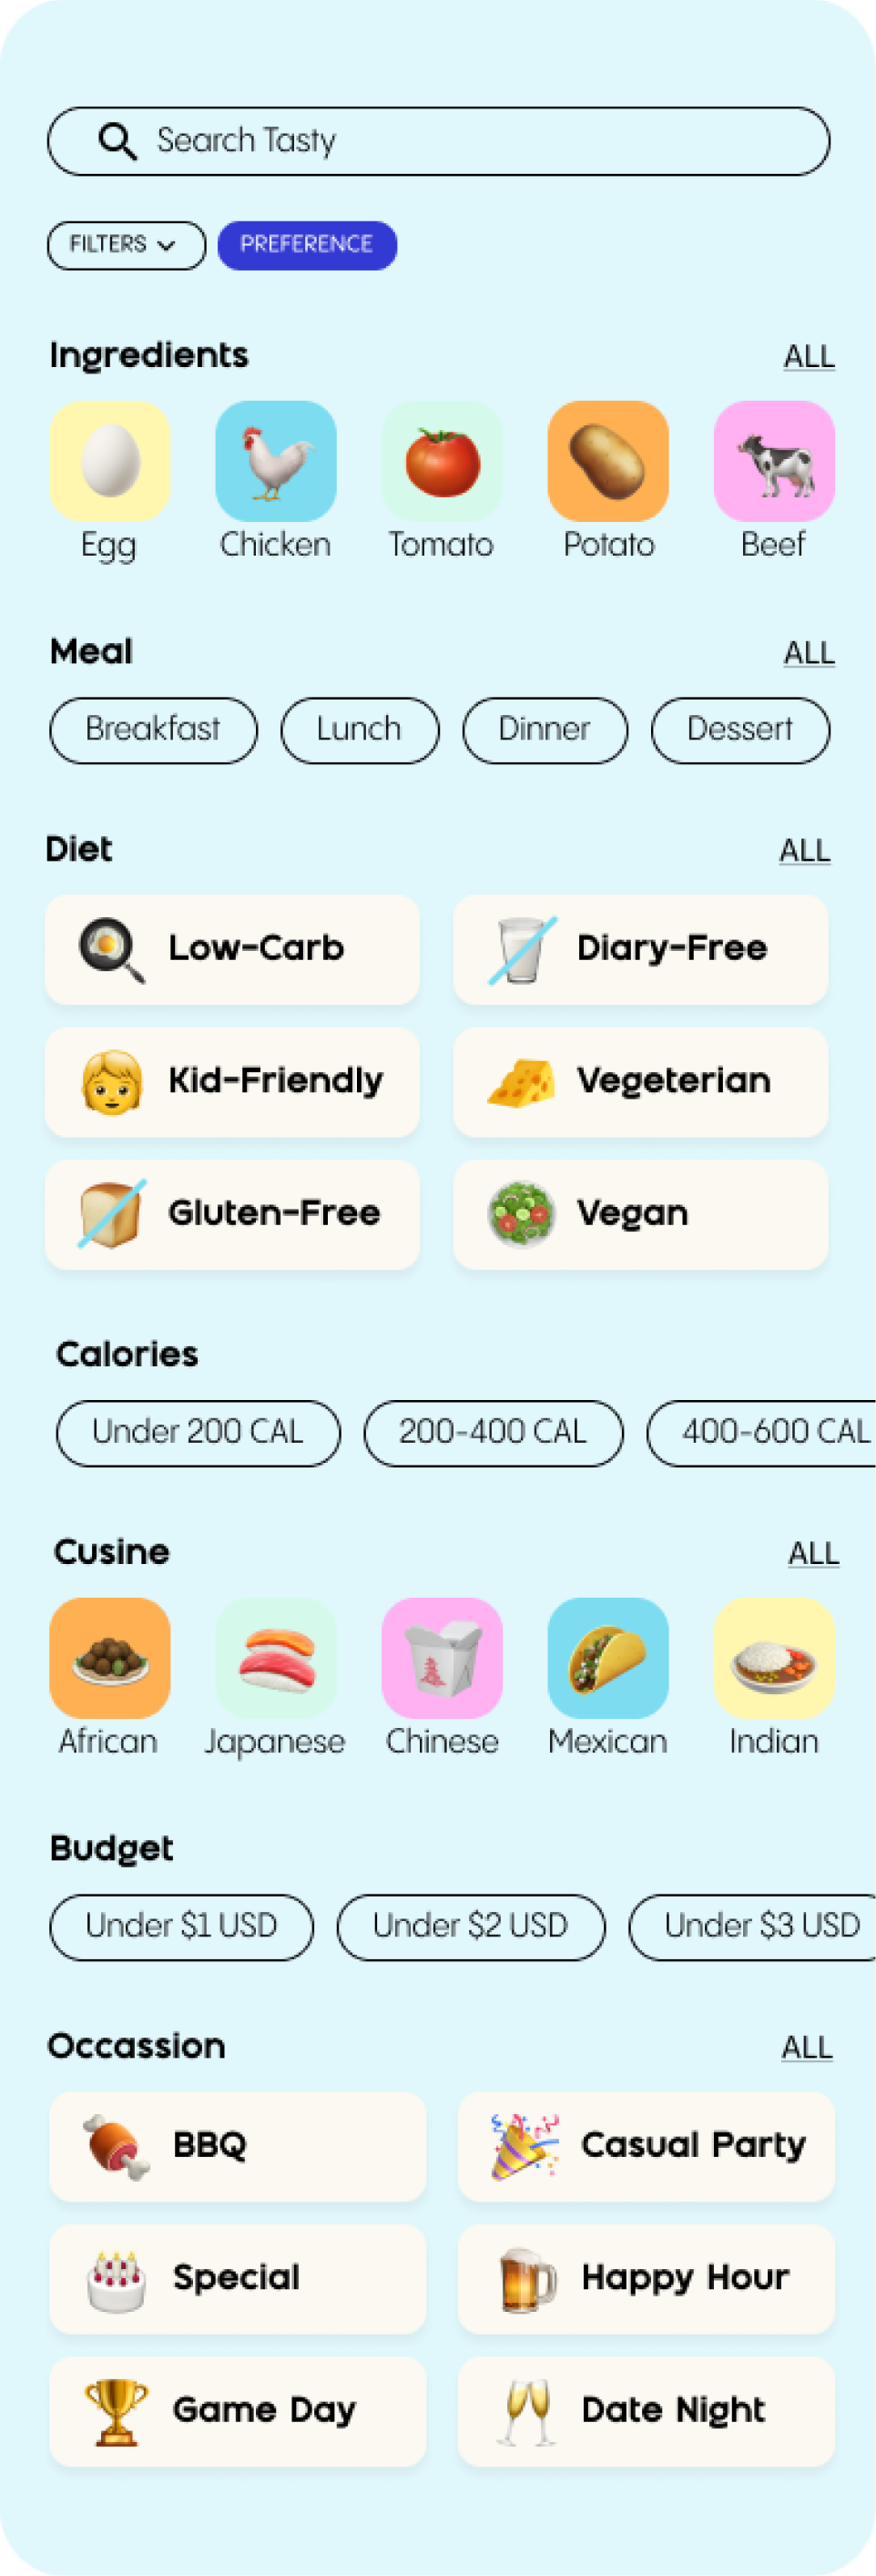 Search Tasty
FILTERS PREFERENCE
Ingredients ALL
Egg Chicken Tomato Potato Beef
Meal ALL
Breakfast Lunch Dinner Dessert
Diet ALL
Low-Carb Diary-Free
Kid-Friendly Vegeterian
Gluten-Free Vegan
Calories
Under 200 CAL 200-400 CAL 400-600 CAL
Cusine ALL
African Japanese Chinese Mexican Indian
Budget
Under $1 USD Under $2 USD Under $3 USD
Occassion ALL
BBQ Casual Party
Special Happy Hour
Game Day Date Night